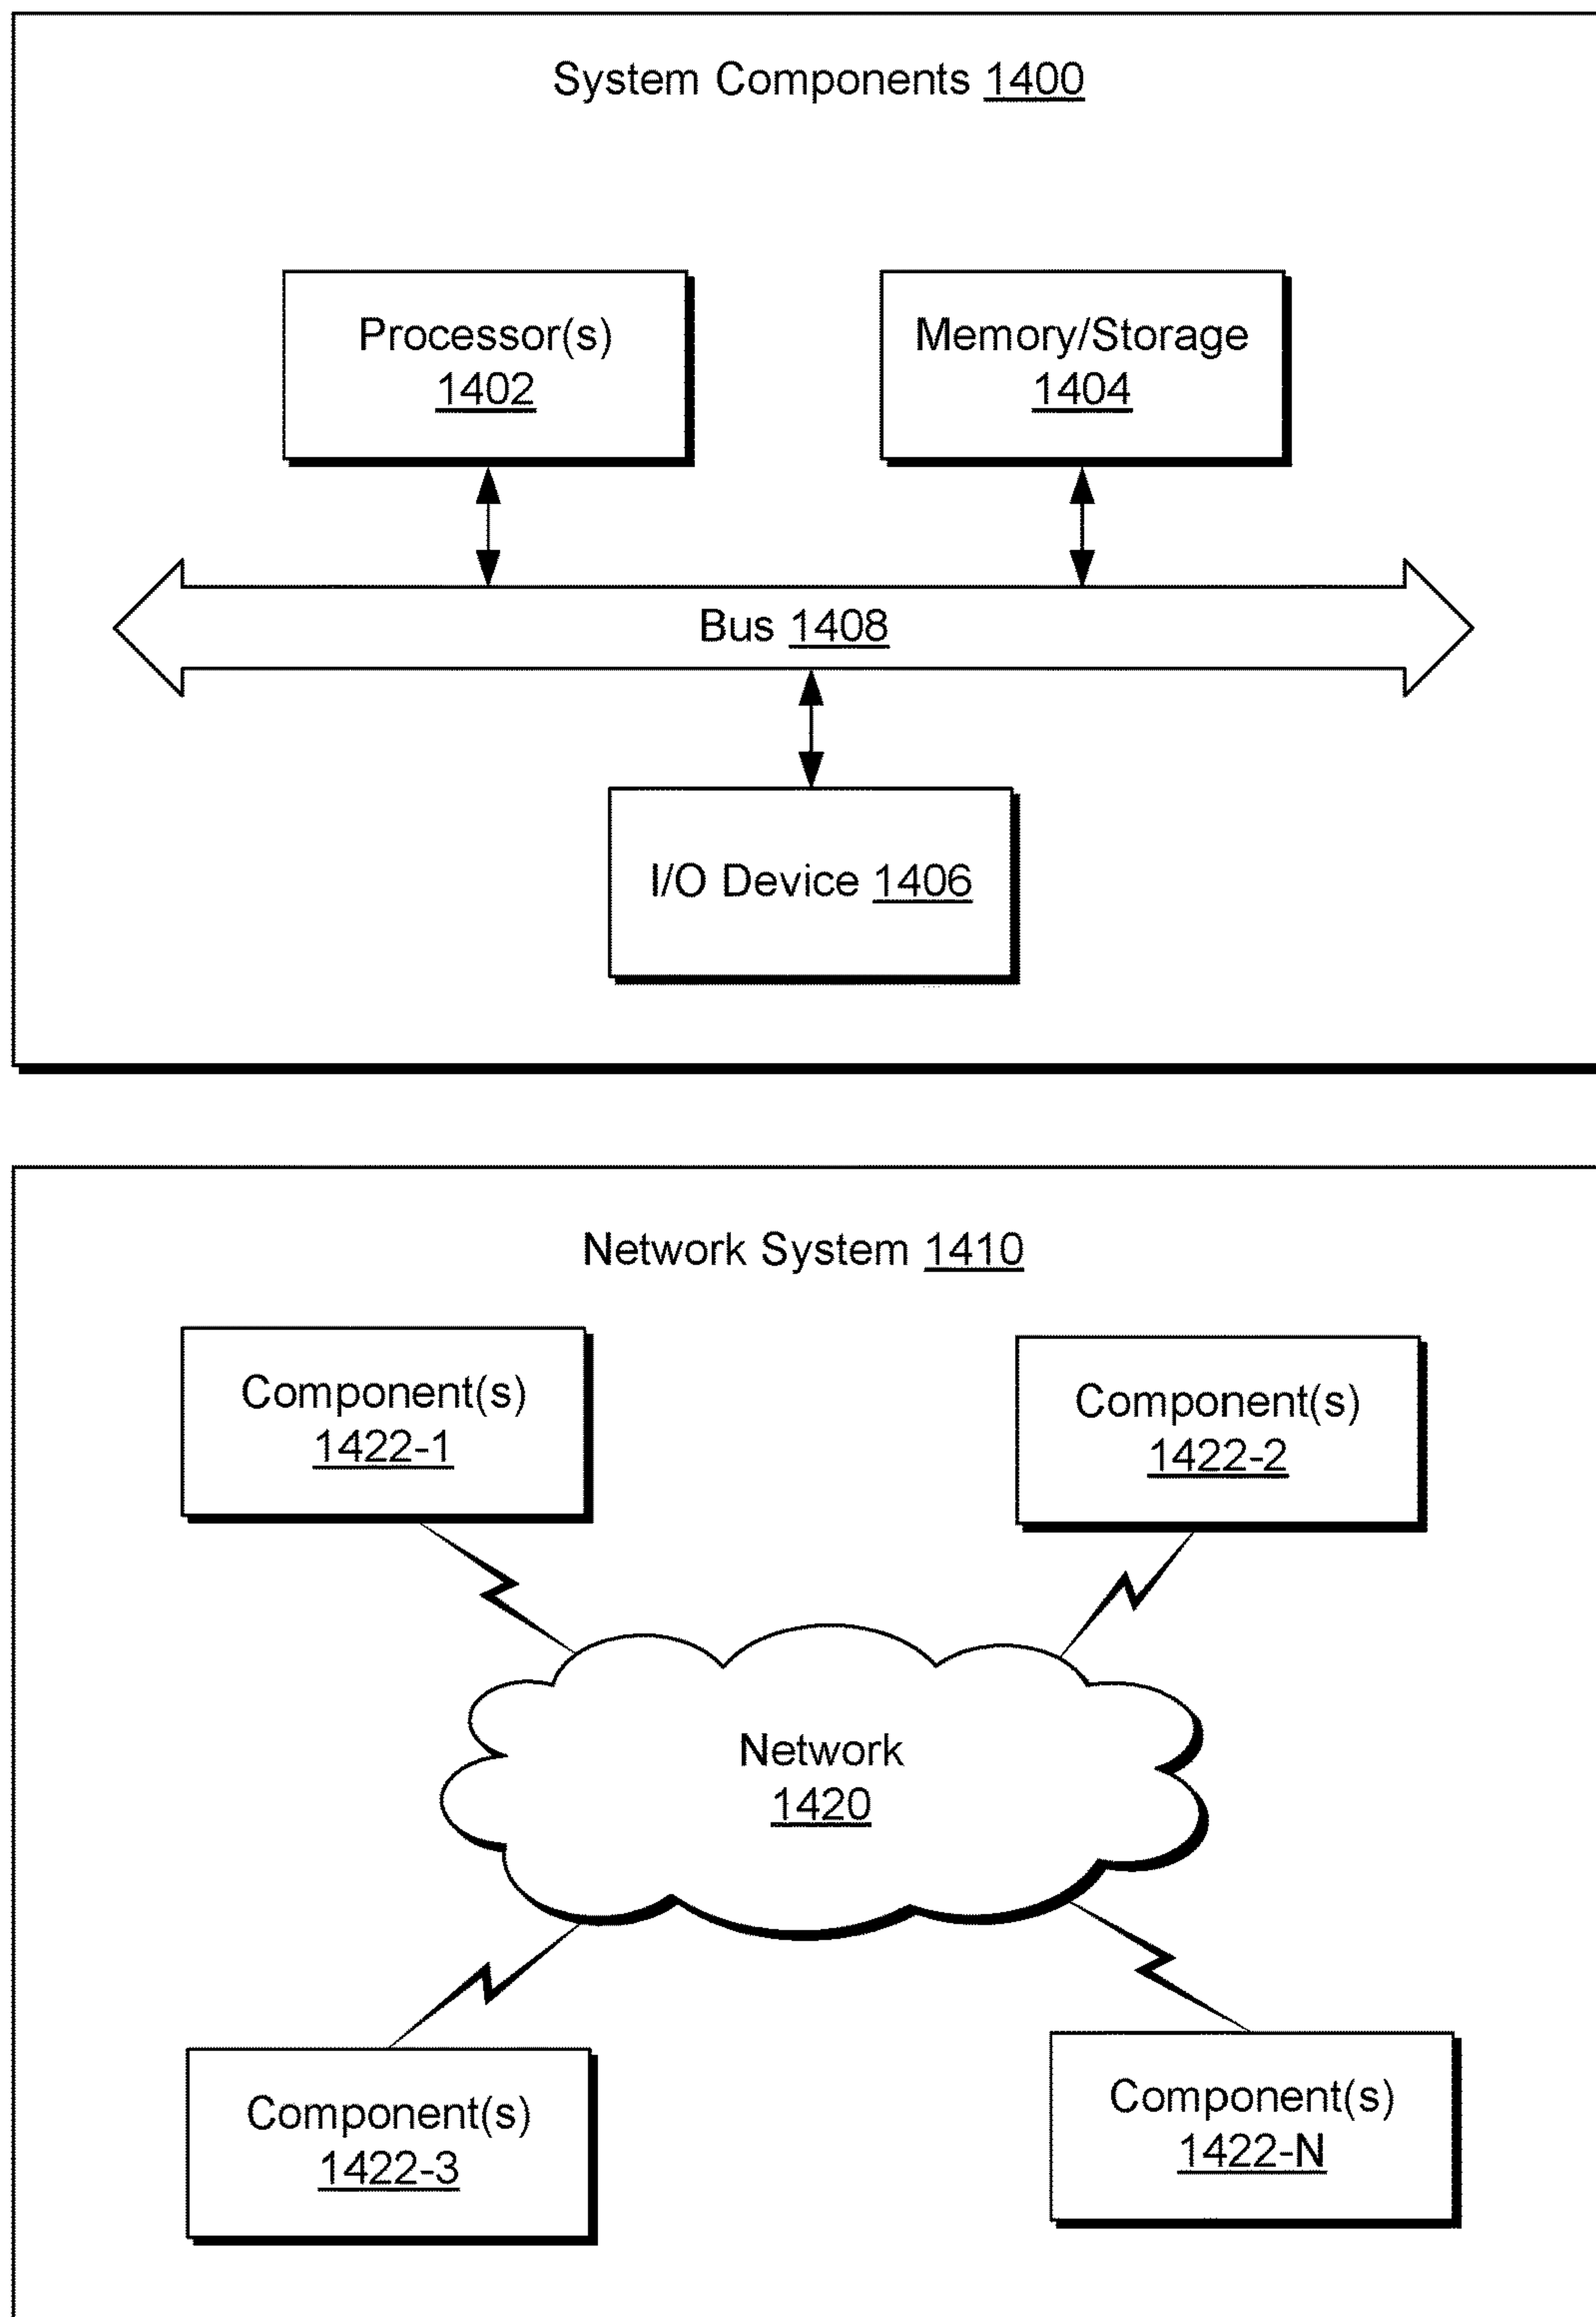 System Components 1400
Processor(s)
1402
Memory/Storage
1404
Bus 1408
I/O Device 1406
Network System 1410
Component(s)
1422-1
Component(s)
1422-2
Network
1420
Component(s)
1422-3
Component(s)
1422-N